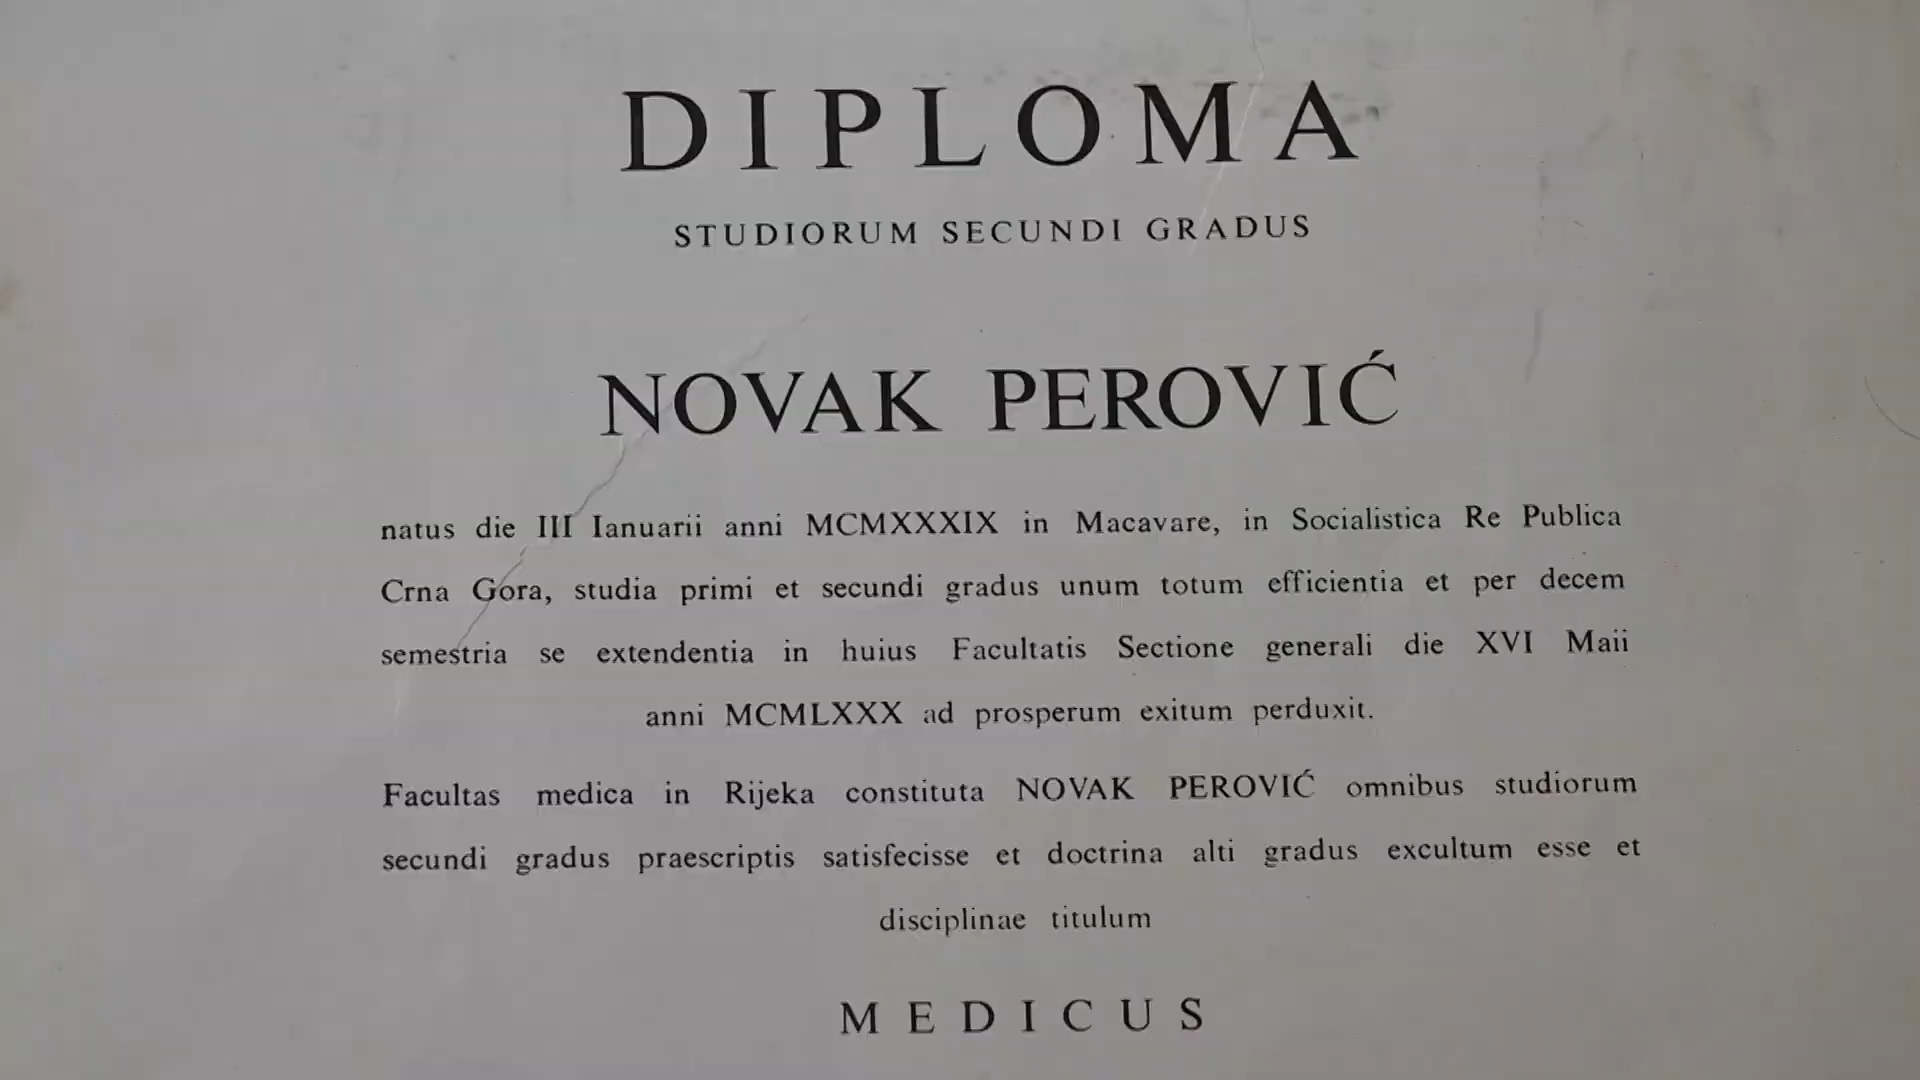 DIPLOMA
STUDIORUM SECUNDI GRADUS
NOVAK PEROVIĆ
natus die III Ianuarii anni MCMXXXIX in Macavare, in Socialistica Re Publica
Crna Gora, studia primi et secundi gradus unum totum efficientia et per decem
semestria se extendentia in huius Facultatis Sectione generali die XVI Maii
anni MCMLXXX ad prosperum exitum perduxit.
Facultas medica in Rijeka constituta NOVAK PEROVIĆ omnibus studiorum
secundi gradus praescriptis satisfecisse et doctrina alti gradus excultum esse et
disciplinae titulum
MEDICUS